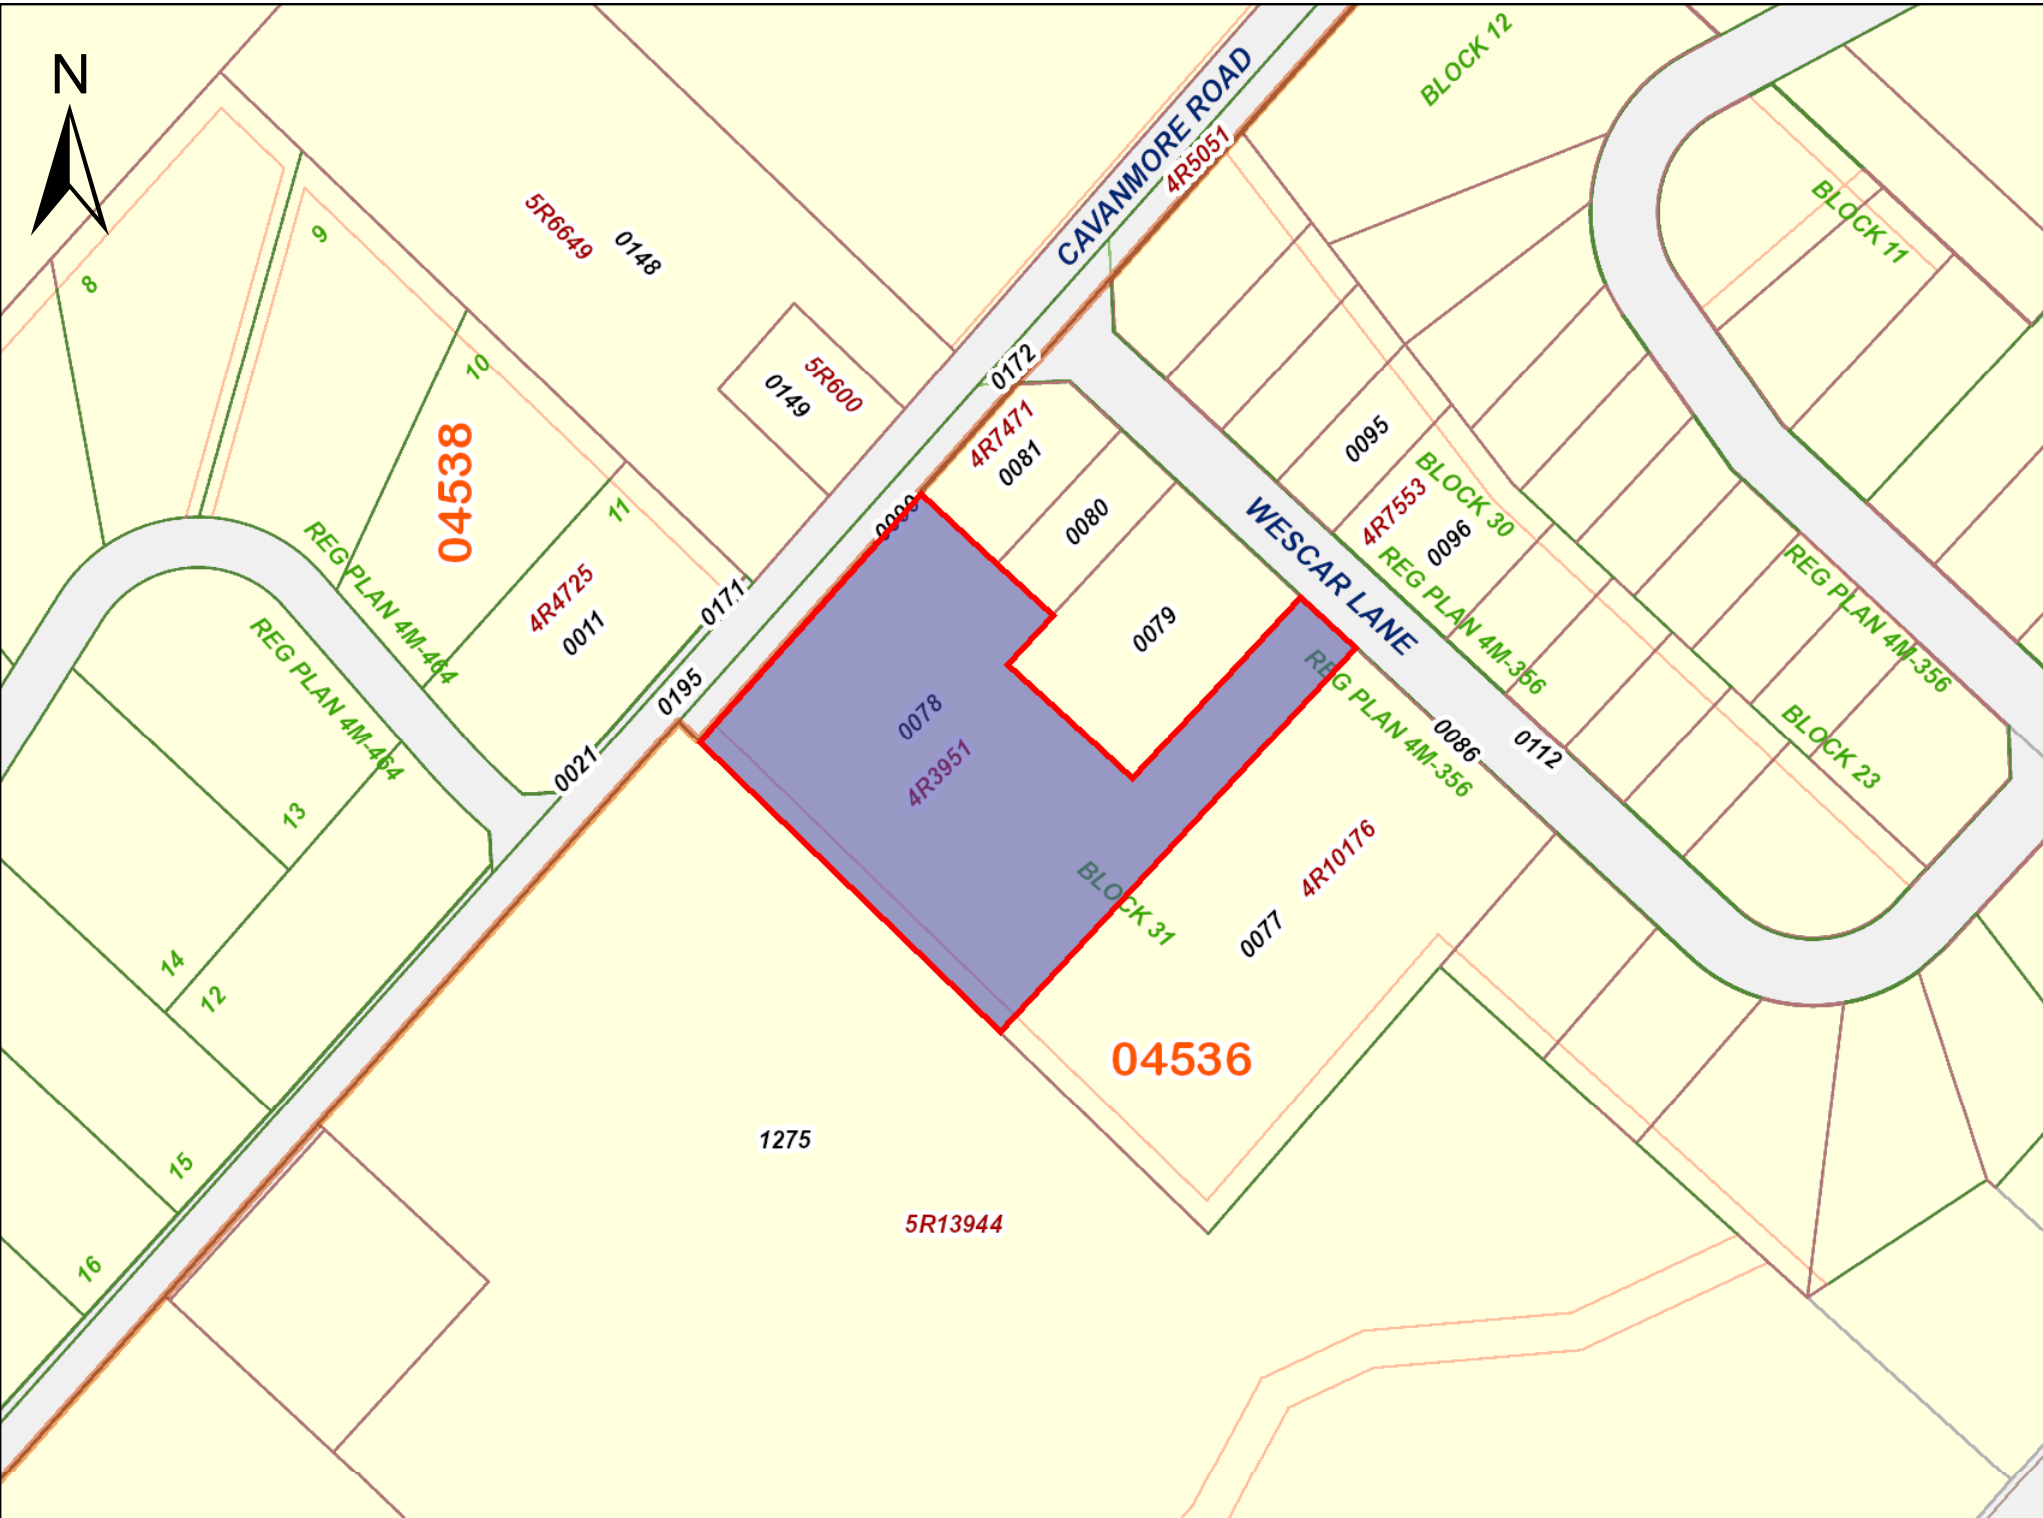 N
BLOCK 12
CAVANMORE ROAD
4R5051
BLOCK 11
9
8
5R6649
0148
10
0172
5R600
0149
4R7471
0081
0095
BLOCK 30
04538
11
0080
WESCAR LANE
4R7553
0096
REG PLAN 4M-464
REG PLAN 4M-356
REG PLAN 4M-356
4R4725
0011
0171
0079
REG PLAN 4M-464
0195
0078
REG PLAN 4M-356
0086
0112
BLOCK 23
0021
4R3951
13
4R10176
BLOCK 31
0077
14
12
04536
1275
15
5R13944
16